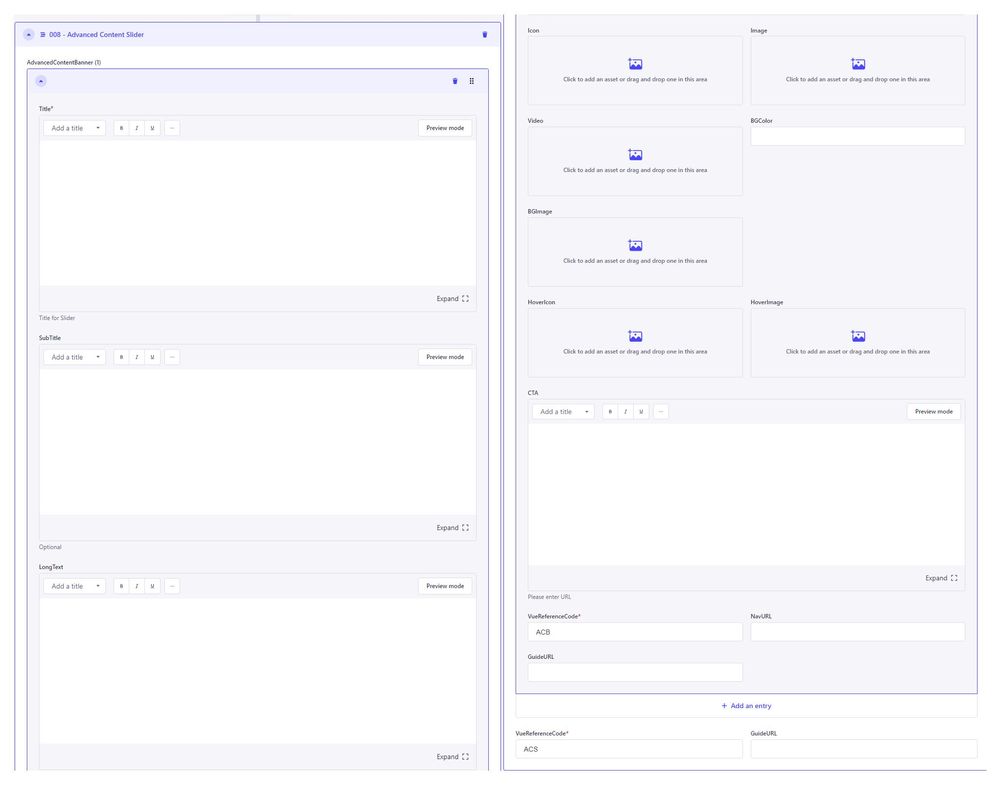 008 - Advanced Content Slider
AdvancedContentBanner (1)
Title*
Add a title
B I U ...
Preview mode
Expand
Title for Slider
SubTitle
Add a title
B I U ...
Preview mode
Expand
Optional
LongText
Add a title
B I U ...
Preview mode
Expand
Icon
Image
Click to add an asset or drag and drop one in this area
Click to add an asset or drag and drop one in this area
Video
BGColor
Click to add an asset or drag and drop one in this area
BGImage
Click to add an asset or drag and drop one in this area
HoverIcon
HoverImage
Click to add an asset or drag and drop one in this area
Click to add an asset or drag and drop one in this area
CTA
Add a title
B I U ...
Preview mode
Expand
Please enter URL
VueReferenceCode*
NavURL
ACB
GuideURL
+ Add an entry
VueReferenceCode*
GuideURL
ACS